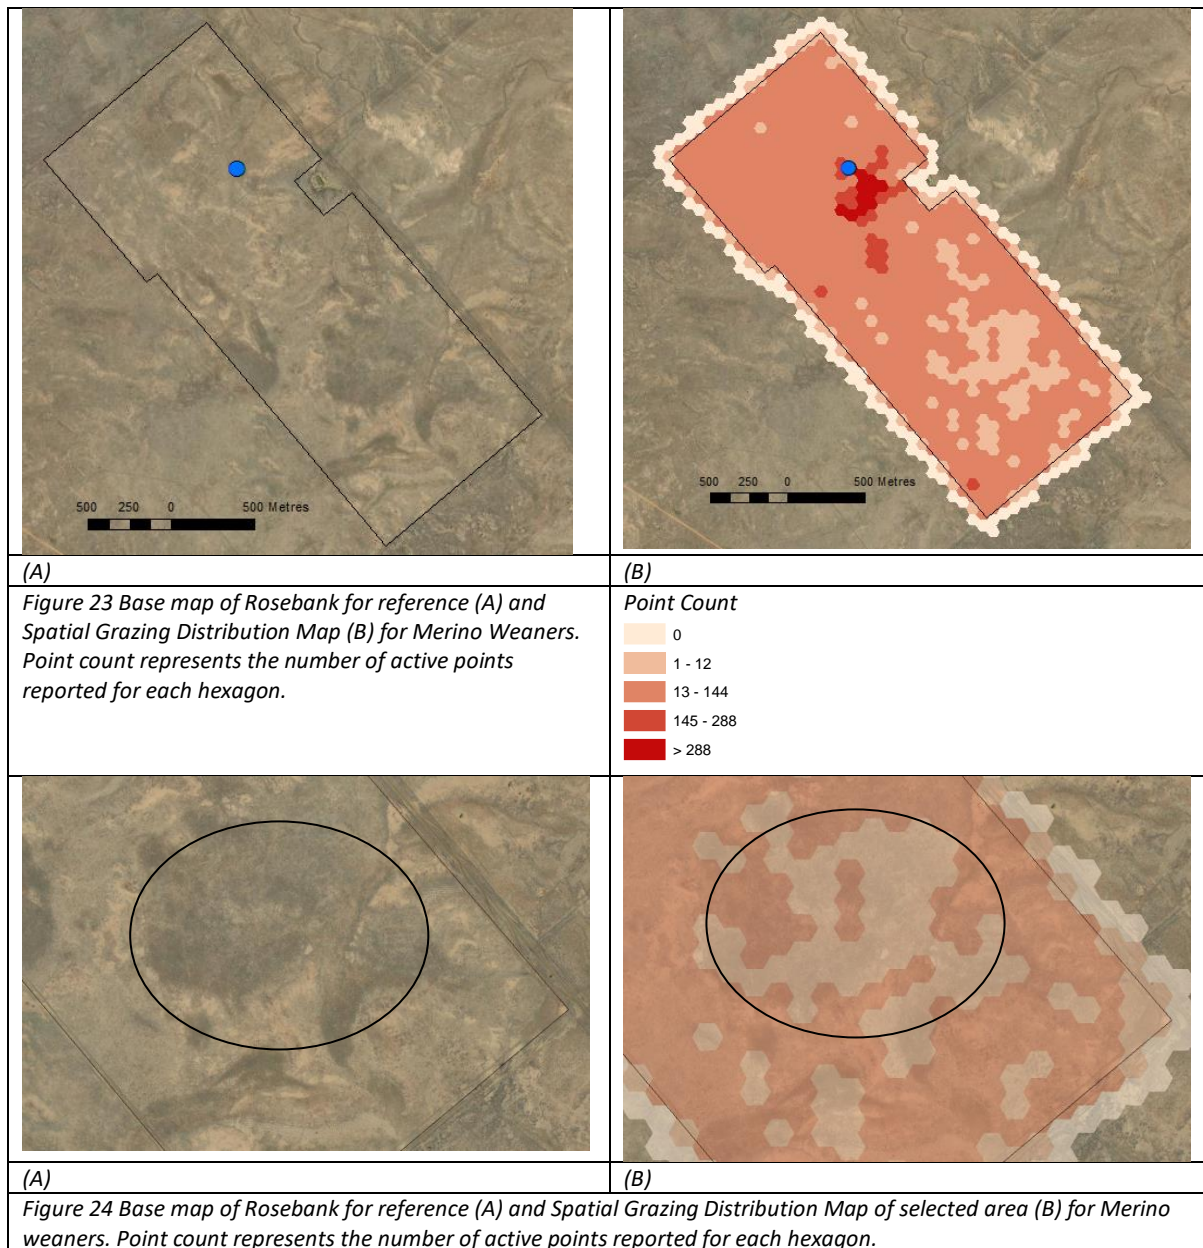 500 250 0 500 Metres
500 250 0 500 Metres
(A)
(B)
Figure 23 Base map of Rosebank for reference (A) and
Spatial Grazing Distribution Map (B) for Merino Weaners.
Point count represents the number of active points
reported for each hexagon.
Point Count
0
1 - 12
13 - 144
145 - 288
> 288
(A)
(B)
Figure 24 Base map of Rosebank for reference (A) and Spatial Grazing Distribution Map of selected area (B) for Merino
weaners. Point count represents the number of active points reported for each hexagon.